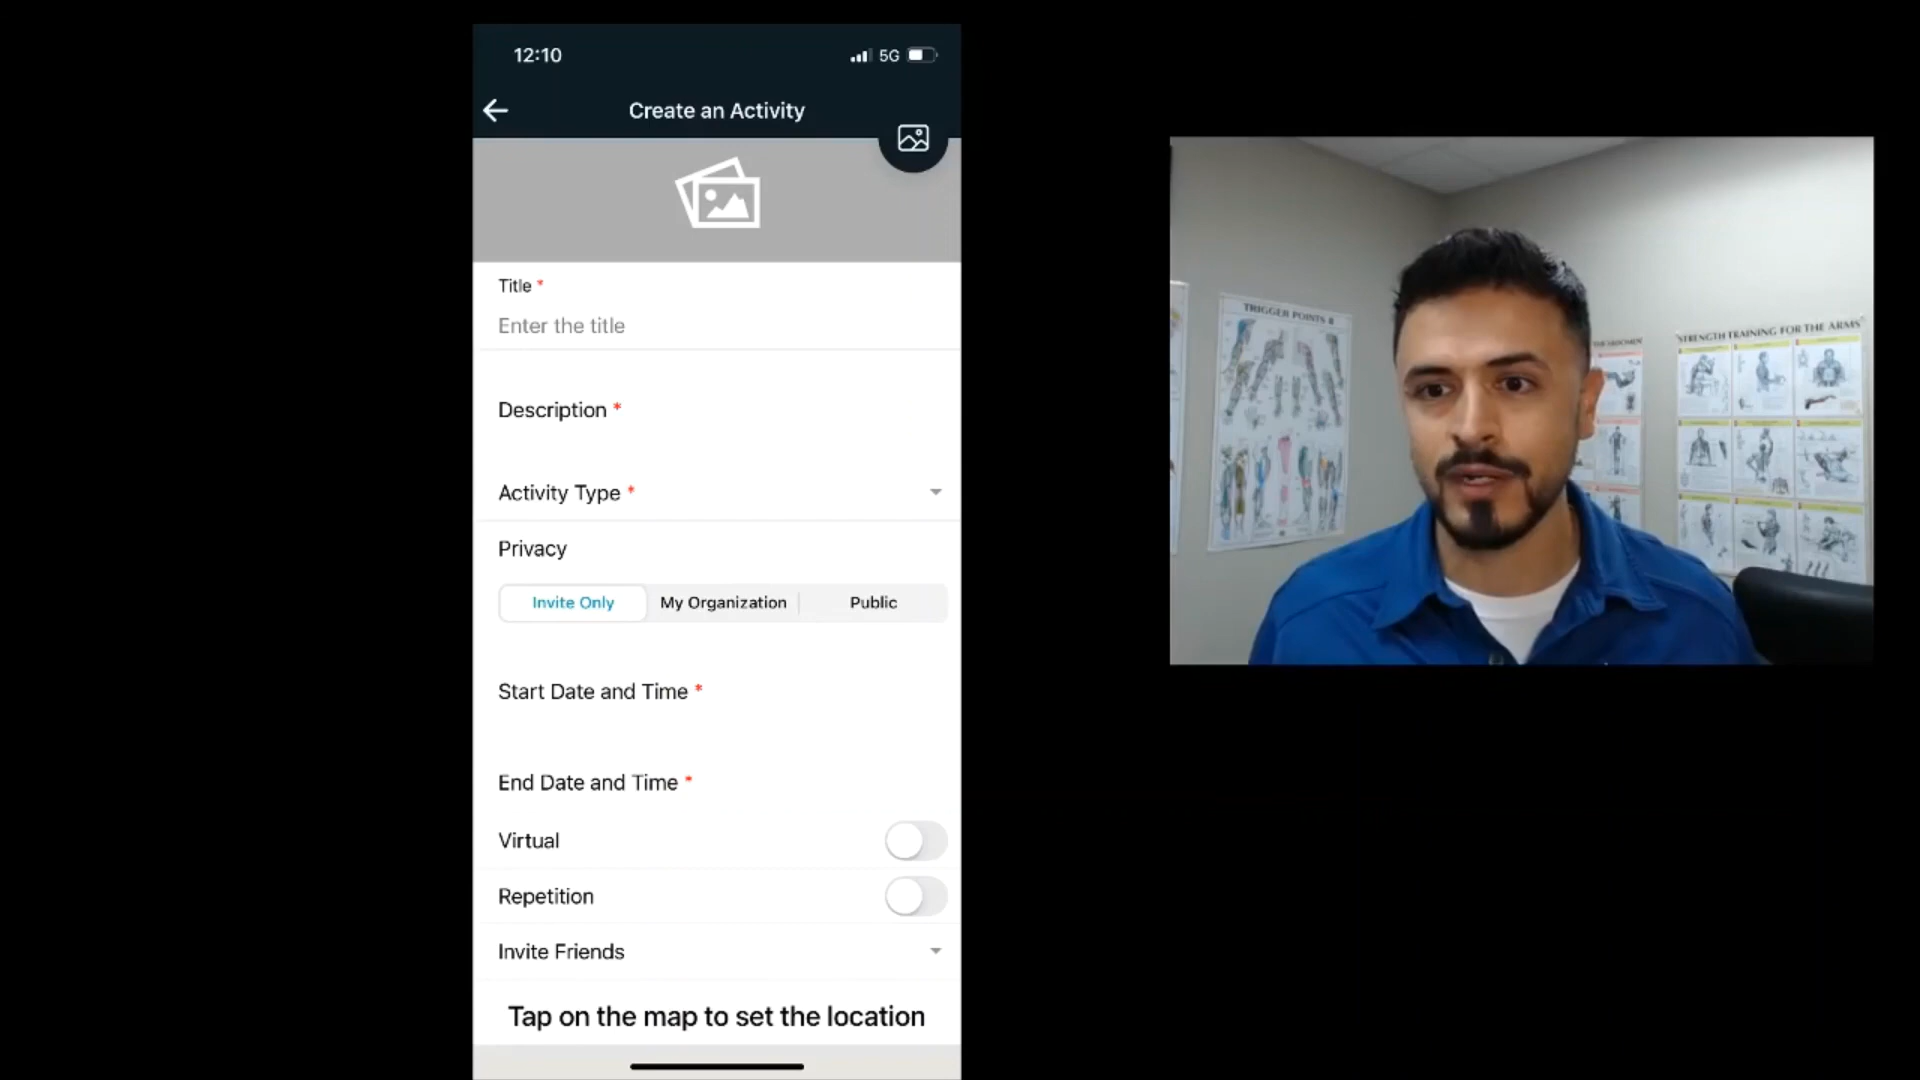 12:10
5G
Create an Activity
Title *
Enter the title
Description *
Activity Type *
Privacy
Invite Only
My Organization
Public
Start Date and Time *
End Date and Time *
Virtual
Repetition
Invite Friends
Tap on the map to set the location
TRIGGER POINTS
THE ABDOMEN
STRENGTH TRAINING FOR THE ARMS